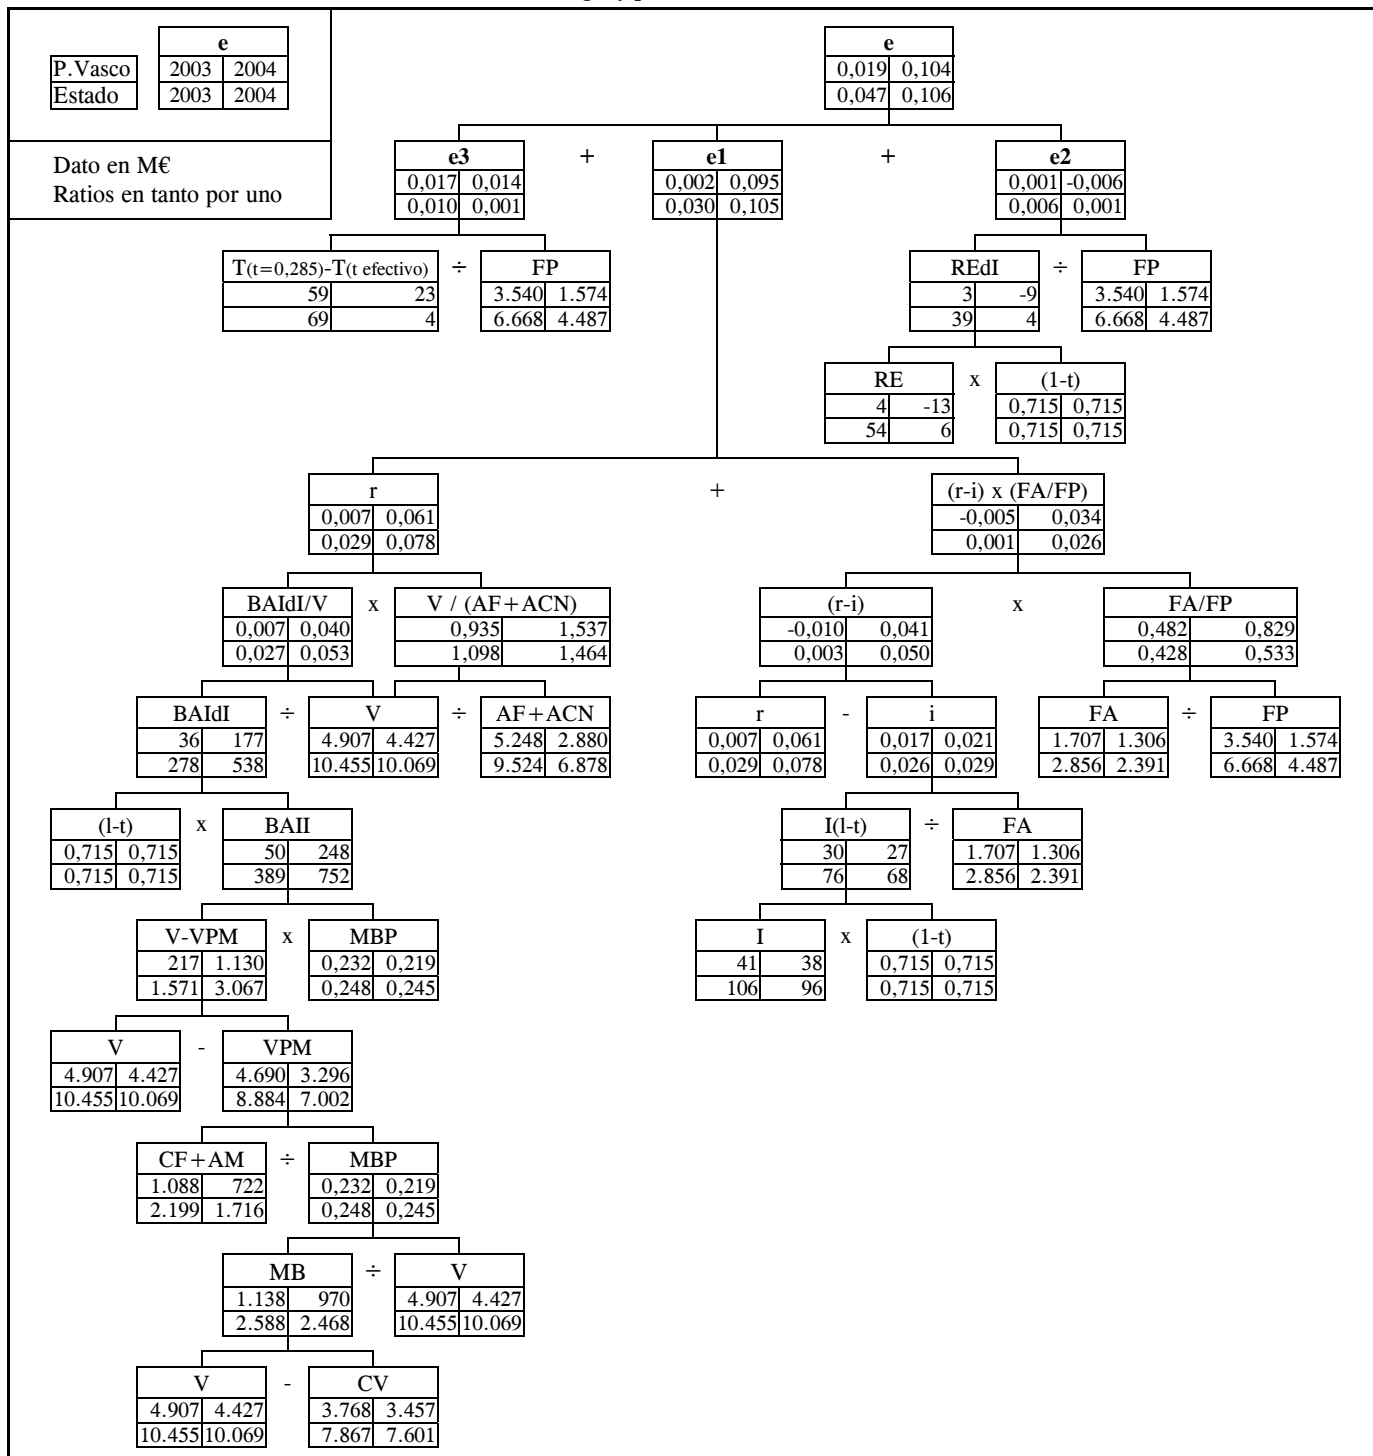 e
P.Vasco 2003 2004
Estado 2003 2004
Dato en M€
Ratios en tanto por uno
e
0,019 0,104
0,047 0,106
e3 + e1 + e2
0,017 0,014 0,002 0,095 0,001 -0,006
0,010 0,001 0,030 0,105 0,006 0,001
T(t=0,285)-T(t efectivo) ÷ FP REdI ÷ FP
59 23 3.540 1.574 3 -9 3.540 1.574
69 4 6.668 4.487 39 4 6.668 4.487
RE x (1-t)
4 -13 0,715 0,715
54 6 0,715 0,715
r + (r-i) x (FA/FP)
0,007 0,061 -0,005 0,034
0,029 0,078 0,001 0,026
BAIdI/V x V / (AF+ACN) (r-i) x FA/FP
0,007 0,040 0,935 1,537 -0,010 0,041 0,482 0,829
0,027 0,053 1,098 1,464 0,003 0,050 0,428 0,533
BAIdI ÷ V ÷ AF+ACN r - i FA ÷ FP
36 177 4.907 4.427 5.248 2.880 0,007 0,061 0,017 0,021 1.707 1.306 3.540 1.574
278 538 10.455 10.069 9.524 6.878 0,029 0,078 0,026 0,029 2.856 2.391 6.668 4.487
(l-t) x BAII I(l-t) ÷ FA
0,715 0,715 50 248 30 27 1.707 1.306
0,715 0,715 389 752 76 68 2.856 2.391
V-VPM x MBP I x (1-t)
217 1.130 0,232 0,219 41 38 0,715 0,715
1.571 3.067 0,248 0,245 106 96 0,715 0,715
V - VPM
4.907 4.427 4.690 3.296
10.455 10.069 8.884 7.002
CF+AM ÷ MBP
1.088 722 0,232 0,219
2.199 1.716 0,248 0,245
MB ÷ V
1.138 970 4.907 4.427
2.588 2.468 10.455 10.069
V - CV
4.907 4.427 3.768 3.457
10.455 10.069 7.867 7.601